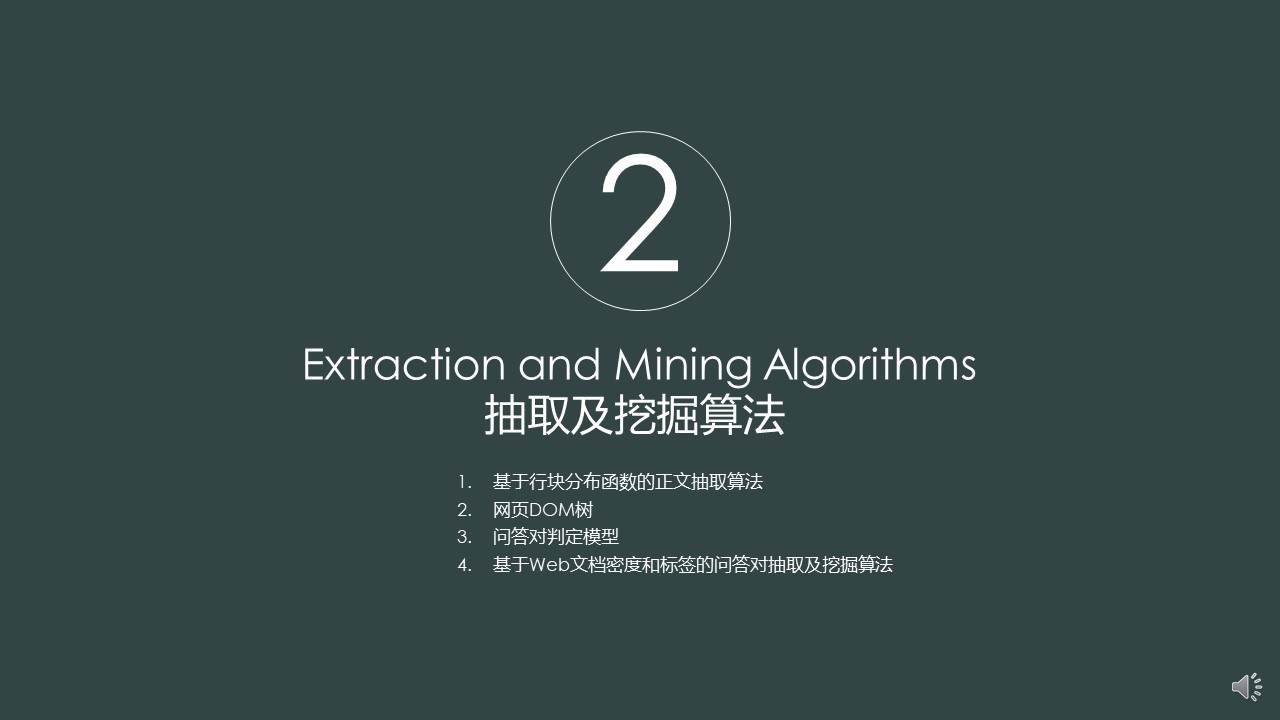 2
Extraction and Mining Algorithms
抽取及挖掘算法
1. 基于行块分布函数的正文抽取算法
2. 网页DOM树
3. 问答对判定模型
4. 基于Web文档密度和标签的问答对抽取及挖掘算法